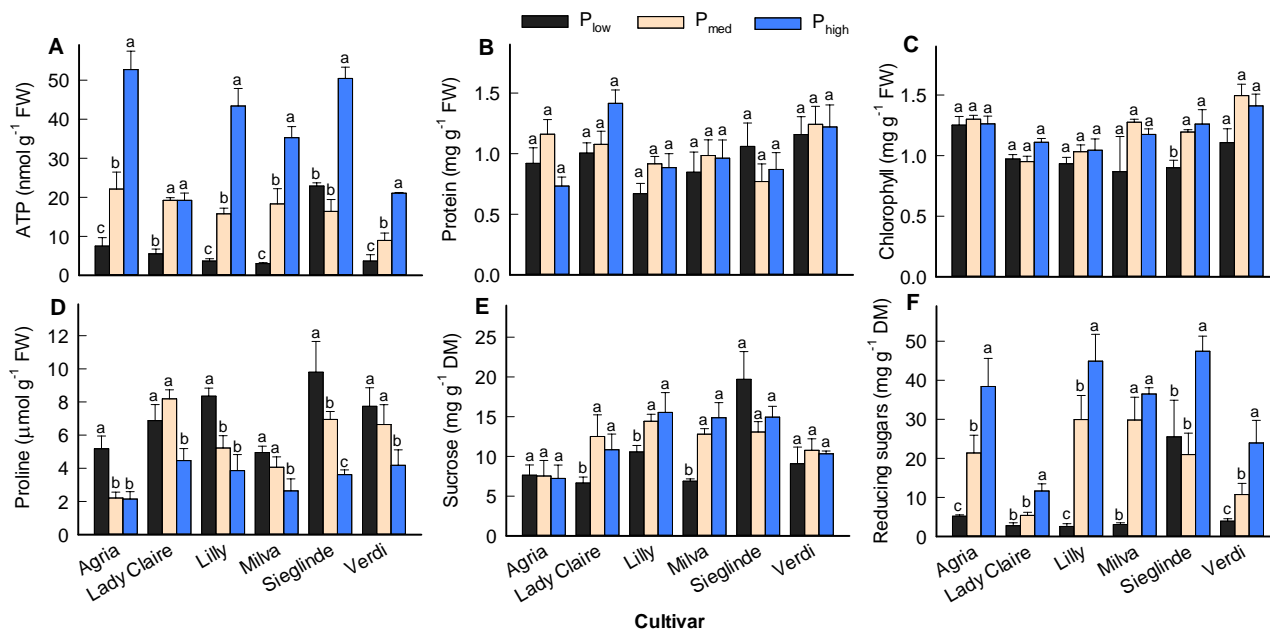 P_low P_med P_high
A
ATP (nmol g⁻¹ FW)
50
40
30
20
10
0
c b a
b a a
c b a
c b a
b b a
c b a
B
Protein (mg g⁻¹ FW)
1.5
1.0
0.5
0.0
a a a
a a a
a a a
a a a
a a a
a a a
C
Chlorophyll (mg g⁻¹ FW)
1.5
1.0
0.5
0.0
a a a
a a a
a a a
a a a
b a a
a a a
D
Proline (µmol g⁻¹ FW)
12
10
8
6
4
2
0
a b b
a a b
a b b
a a b
a b c
a a b
Agria
Lady Claire
Lilly
Milva
Sieglinde
Verdi
E
Sucrose (mg g⁻¹ DM)
25
20
15
10
5
0
a a a
b a a
b a a
b a a
a a a
a a a
Agria
Lady Claire
Lilly
Milva
Sieglinde
Verdi
F
Reducing sugars (mg g⁻¹ DM)
50
40
30
20
10
0
c b a
b b a
c b a
b a a
b b a
c b a
Agria
Lady Claire
Lilly
Milva
Sieglinde
Verdi
Cultivar